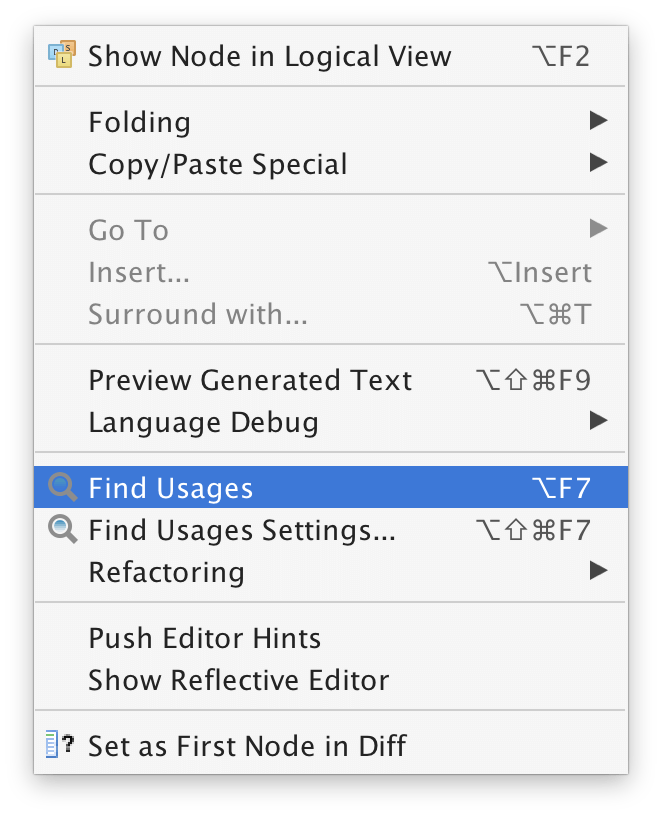 Show Node in Logical View ⌥F2
Folding
Copy/Paste Special
Go To
Insert... ⌥Insert
Surround with... ⌥⌘T
Preview Generated Text ⌥⇧⌘F9
Language Debug
Find Usages ⌥F7
Find Usages Settings... ⌥⇧⌘F7
Refactoring
Push Editor Hints
Show Reflective Editor
Set as First Node in Diff